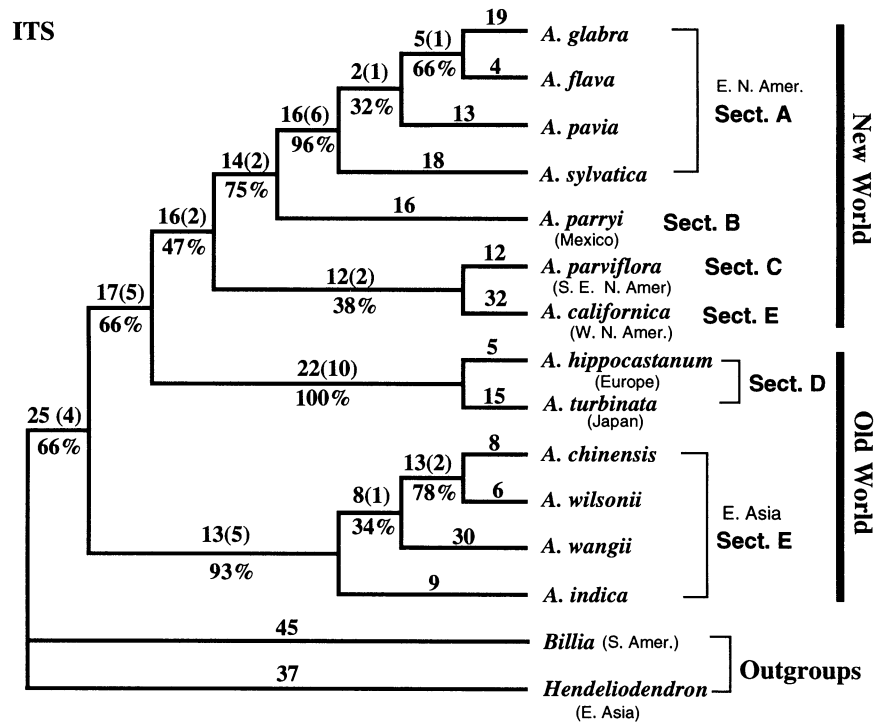 ITS
19
5(1)
A. glabra
66%
4
A. flava
2(1)
32%
13
A. pavia
E. N. Amer.
Sect. A
16(6)
96%
18
A. sylvatica
14(2)
75%
16
A. parryi
Sect. B
(Mexico)
16(2)
47%
12
A. parviflora
Sect. C
(S. E. N. Amer)
12(2)
38%
32
A. californica
Sect. E
(W. N. Amer.)
New World
17(5)
66%
5
A. hippocastanum
(Europe)
22(10)
100%
15
A. turbinata
(Japan)
Sect. D
25 (4)
66%
8
A. chinensis
13(2)
78%
6
A. wilsonii
8(1)
34%
30
A. wangii
E. Asia
Sect. E
13(5)
93%
9
A. indica
Old World
45
Billia (S. Amer.)
37
Hendeliodendron
(E. Asia)
Outgroups